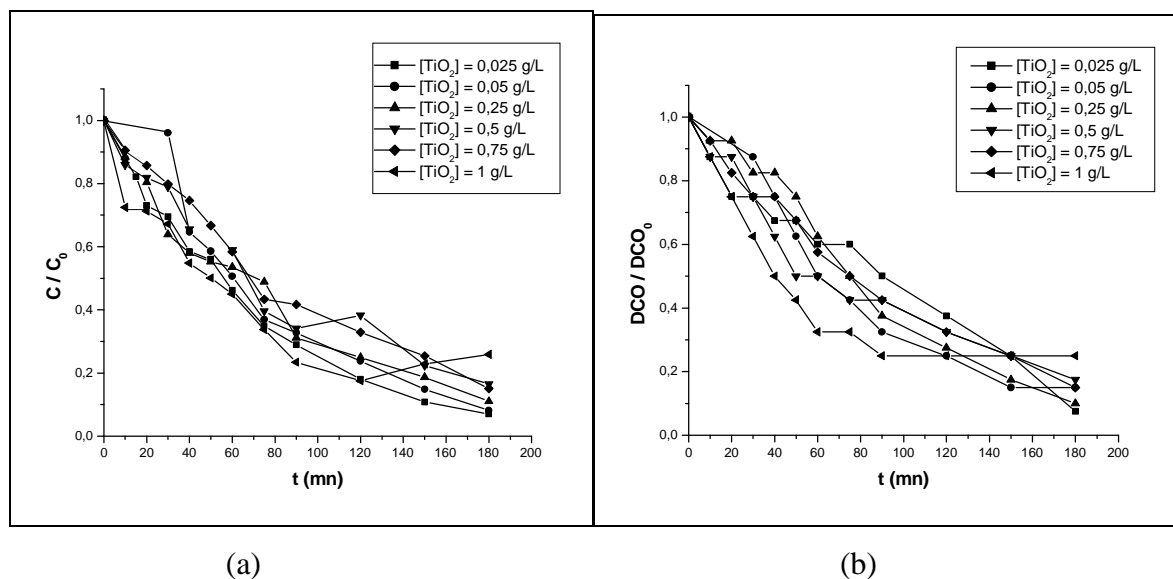 [TiO2] = 0,025 g/L
[TiO2] = 0,05 g/L
[TiO2] = 0,25 g/L
[TiO2] = 0,5 g/L
[TiO2] = 0,75 g/L
[TiO2] = 1 g/L
1,0
0,8
0,6
0,4
0,2
0,0
C / C0
0 20 40 60 80 100 120 140 160 180 200
t (mn)
(a)
[TiO2] = 0,025 g/L
[TiO2] = 0,05 g/L
[TiO2] = 0,25 g/L
[TiO2] = 0,5 g/L
[TiO2] = 0,75 g/L
[TiO2] = 1 g/L
1,0
0,8
0,6
0,4
0,2
0,0
DCO / DCO0
0 20 40 60 80 100 120 140 160 180 200
t (mn)
(b)